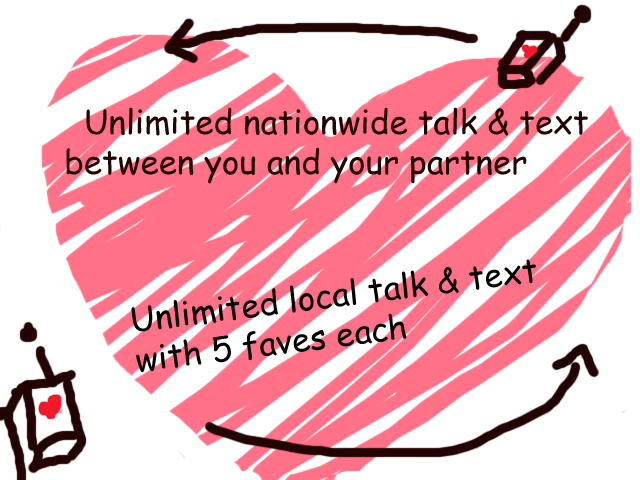 Unlimited nationwide talk & text
between you and your partner
Unlimited local talk & text
with 5 faves each